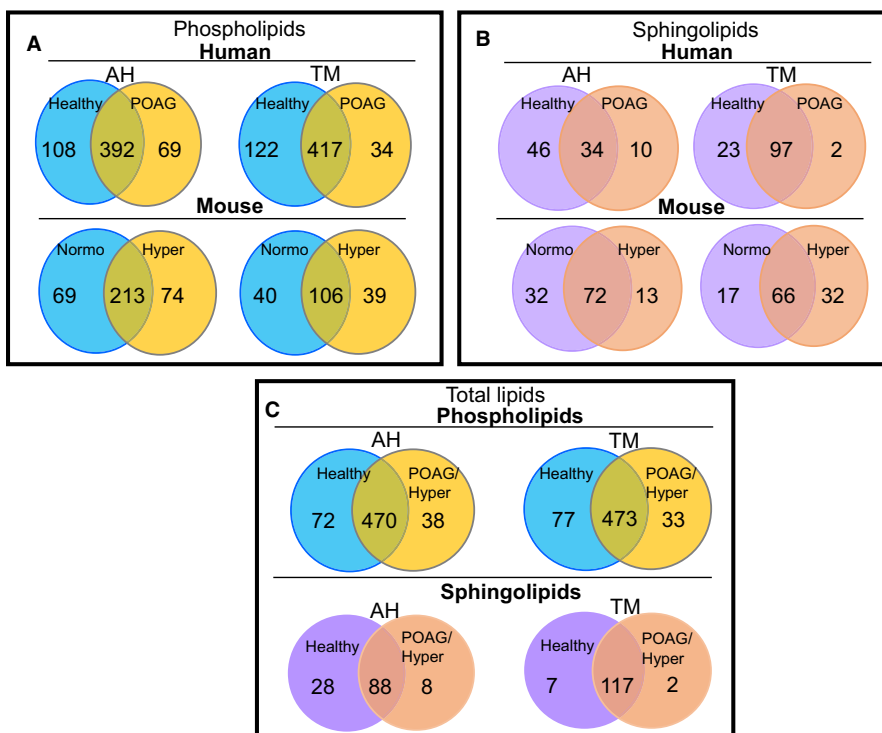 A
Phospholipids
Human
AH
TM
Healthy
POAG
Healthy
POAG
108
392
69
122
417
34
Mouse
Normo
Hyper
Normo
Hyper
69
213
74
40
106
39
B
Sphingolipids
Human
AH
TM
Healthy
POAG
Healthy
POAG
46
34
10
23
97
2
Mouse
Normo
Hyper
Normo
Hyper
32
72
13
17
66
32
C
Total lipids
Phospholipids
AH
TM
Healthy
POAG/
Hyper
Healthy
POAG/
Hyper
72
470
38
77
473
33
Sphingolipids
AH
TM
Healthy
POAG/
Hyper
Healthy
POAG/
Hyper
28
88
8
7
117
2